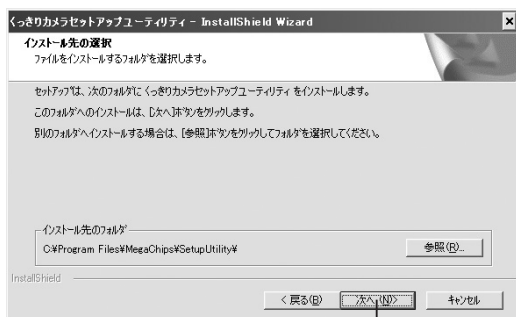 くっきりカメラセットアップユーティリティ - InstallShield Wizard
インストール先の選択
ファイルをインストールするフォルダを選択します。
セットアップは、次のフォルダに くっきりカメラセットアップユーティリティ をインストールします。
このフォルダへのインストールは、[次へ]ボタンをクリックします。
別のフォルダへインストールする場合は、[参照]ボタンをクリックしてフォルダを選択してください。
インストール先のフォルダ
C:¥Program Files¥MegaChips¥SetupUtility¥
参照(R)...
InstallShield
< 戻る(B)
次へ(N)>
キャンセル